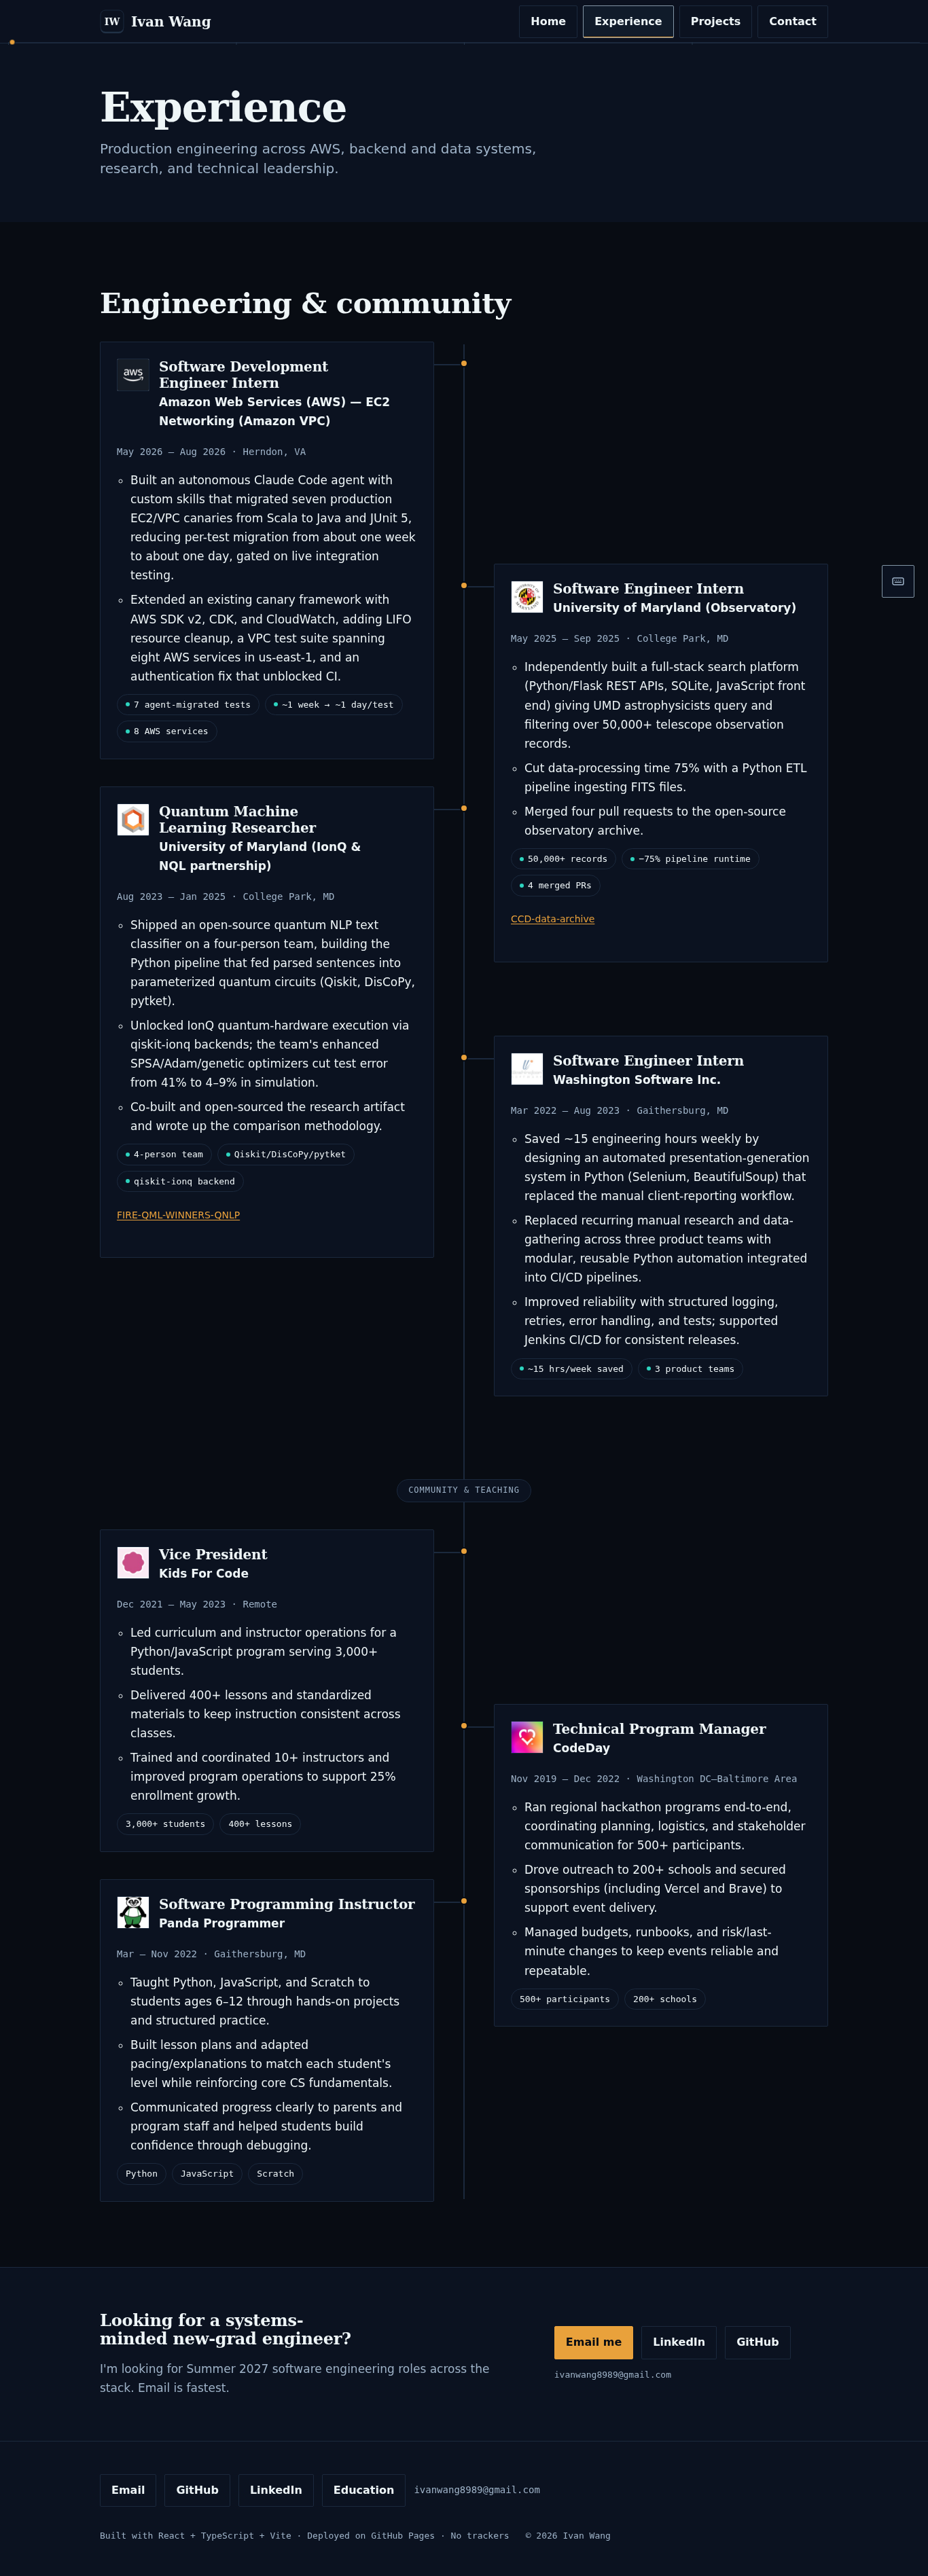 IW Ivan Wang
Home Experience Projects Contact
Experience
Production engineering across AWS, backend and data systems,
research, and technical leadership.
Engineering & community
aws
Software Development
Engineer Intern
Amazon Web Services (AWS) — EC2
Networking (Amazon VPC)
May 2026 — Aug 2026 · Herndon, VA
Built an autonomous Claude Code agent with
custom skills that migrated seven production
EC2/VPC canaries from Scala to Java and JUnit 5,
reducing per-test migration from about one week
to about one day, gated on live integration
testing.
Extended an existing canary framework with
AWS SDK v2, CDK, and CloudWatch, adding LIFO
resource cleanup, a VPC test suite spanning
eight AWS services in us-east-1, and an
authentication fix that unblocked CI.
7 agent-migrated tests
~1 week → ~1 day/test
8 AWS services
Software Engineer Intern
University of Maryland (Observatory)
May 2025 — Sep 2025 · College Park, MD
Independently built a full-stack search platform
(Python/Flask REST APIs, SQLite, JavaScript front
end) giving UMD astrophysicists query and
filtering over 50,000+ telescope observation
records.
Cut data-processing time 75% with a Python ETL
pipeline ingesting FITS files.
Merged four pull requests to the open-source
observatory archive.
50,000+ records
−75% pipeline runtime
4 merged PRs
CCD-data-archive
Quantum Machine
Learning Researcher
University of Maryland (IonQ &
NQL partnership)
Aug 2023 — Jan 2025 · College Park, MD
Shipped an open-source quantum NLP text
classifier on a four-person team, building the
Python pipeline that fed parsed sentences into
parameterized quantum circuits (Qiskit, DisCoPy,
pytket).
Unlocked IonQ quantum-hardware execution via
qiskit-ionq backends; the team's enhanced
SPSA/Adam/genetic optimizers cut test error
from 41% to 4–9% in simulation.
Co-built and open-sourced the research artifact
and wrote up the comparison methodology.
4-person team
Qiskit/DisCoPy/pytket
qiskit-ionq backend
FIRE-QML-WINNERS-QNLP
Software Engineer Intern
Washington Software Inc.
Mar 2022 — Aug 2023 · Gaithersburg, MD
Saved ~15 engineering hours weekly by
designing an automated presentation-generation
system in Python (Selenium, BeautifulSoup) that
replaced the manual client-reporting workflow.
Replaced recurring manual research and data-
gathering across three product teams with
modular, reusable Python automation integrated
into CI/CD pipelines.
Improved reliability with structured logging,
retries, error handling, and tests; supported
Jenkins CI/CD for consistent releases.
~15 hrs/week saved
3 product teams
COMMUNITY & TEACHING
Vice President
Kids For Code
Dec 2021 — May 2023 · Remote
Led curriculum and instructor operations for a
Python/JavaScript program serving 3,000+
students.
Delivered 400+ lessons and standardized
materials to keep instruction consistent across
classes.
Trained and coordinated 10+ instructors and
improved program operations to support 25%
enrollment growth.
3,000+ students
400+ lessons
Technical Program Manager
CodeDay
Nov 2019 — Dec 2022 · Washington DC–Baltimore Area
Ran regional hackathon programs end-to-end,
coordinating planning, logistics, and stakeholder
communication for 500+ participants.
Drove outreach to 200+ schools and secured
sponsorships (including Vercel and Brave) to
support event delivery.
Managed budgets, runbooks, and risk/last-
minute changes to keep events reliable and
repeatable.
500+ participants
200+ schools
Software Programming Instructor
Panda Programmer
Mar — Nov 2022 · Gaithersburg, MD
Taught Python, JavaScript, and Scratch to
students ages 6–12 through hands-on projects
and structured practice.
Built lesson plans and adapted
pacing/explanations to match each student's
level while reinforcing core CS fundamentals.
Communicated progress clearly to parents and
program staff and helped students build
confidence through debugging.
Python
JavaScript
Scratch
Looking for a systems-
minded new-grad engineer?
I'm looking for Summer 2027 software engineering roles across the
stack. Email is fastest.
Email me LinkedIn GitHub
ivanwang8989@gmail.com
Email GitHub LinkedIn Education ivanwang8989@gmail.com
Built with React + TypeScript + Vite · Deployed on GitHub Pages · No trackers © 2026 Ivan Wang